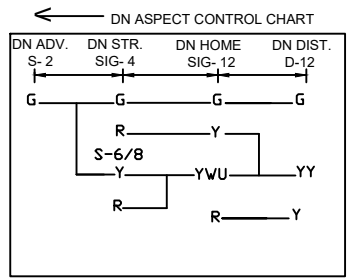 DN ASPECT CONTROL CHART
DN ADV. DN STR. DN HOME DN DIST.
S- 2 SIG- 4 SIG- 12 D-12
G G G G
R Y
S-6/8
Y YWU YY
R R Y